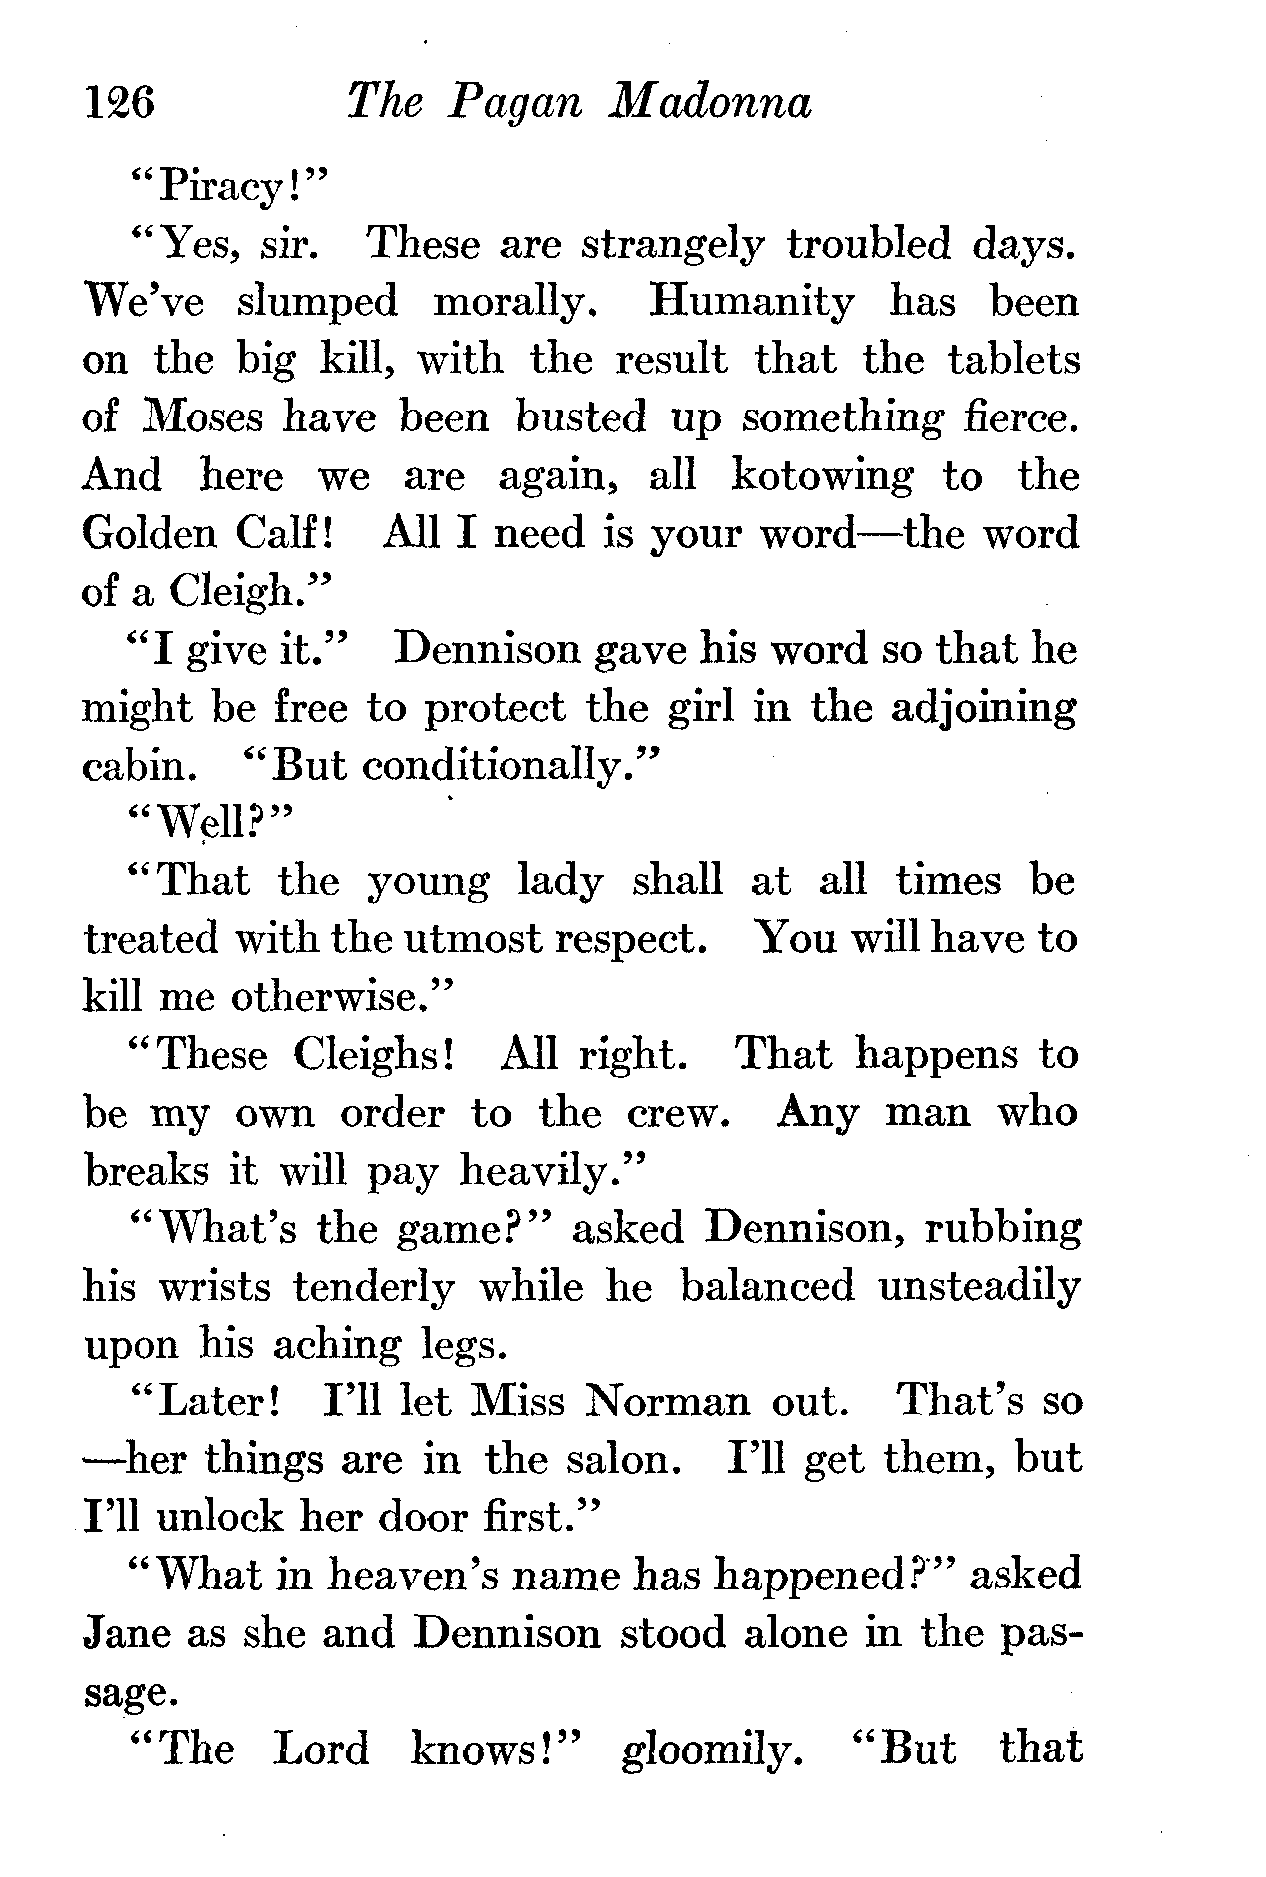 126 The Pagan Madonna
“Piracy!”
“Yes, sir. These are strangely troubled days.
We’ve slumped morally. Humanity has been
on the big kill, with the result that the tablets
of Moses have been busted up something fierce.
And here we are again, all kotowing to the
Golden Calf! All I need is your word—the word
of a Cleigh.”
“I give it.” Dennison gave his word so that he
might be free to protect the girl in the adjoining
cabin. “But conditionally.”
“Well?”
“That the young lady shall at all times be
treated with the utmost respect. You will have to
kill me otherwise.”
“These Cleighs! All right. That happens to
be my own order to the crew. Any man who
breaks it will pay heavily.”
“What’s the game?” asked Dennison, rubbing
his wrists tenderly while he balanced unsteadily
upon his aching legs.
“Later! I’ll let Miss Norman out. That’s so
—her things are in the salon. I’ll get them, but
I’ll unlock her door first.”
“What in heaven’s name has happened?” asked
Jane as she and Dennison stood alone in the pas-
sage.
“The Lord knows!” gloomily. “But that